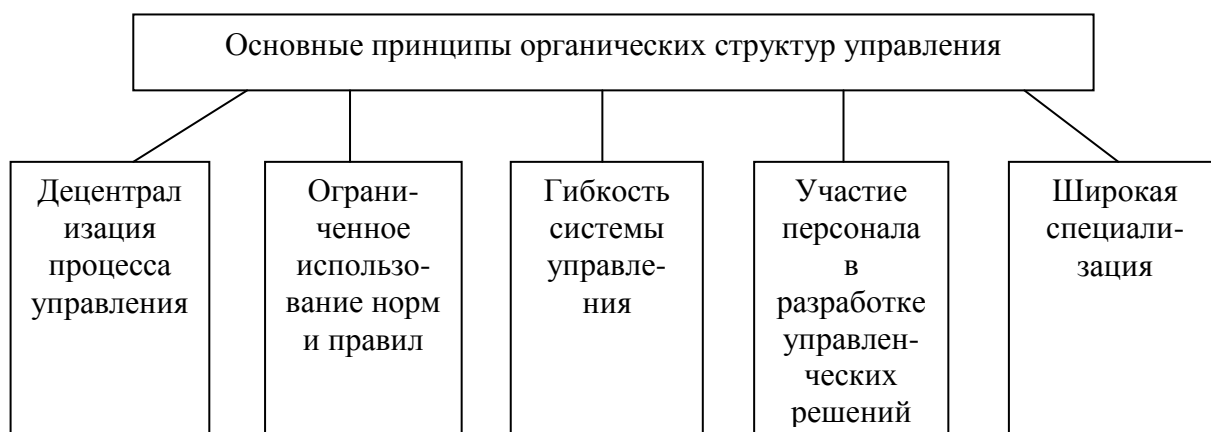 Основные принципы органических структур управления
Децентрал
изация
процесса
управления
Ограни-
ченное
использо-
вание норм
и правил
Гибкость
системы
управле-
ния
Участие
персонала
в
разработке
управлен-
ческих
решений
Широкая
специали-
зация